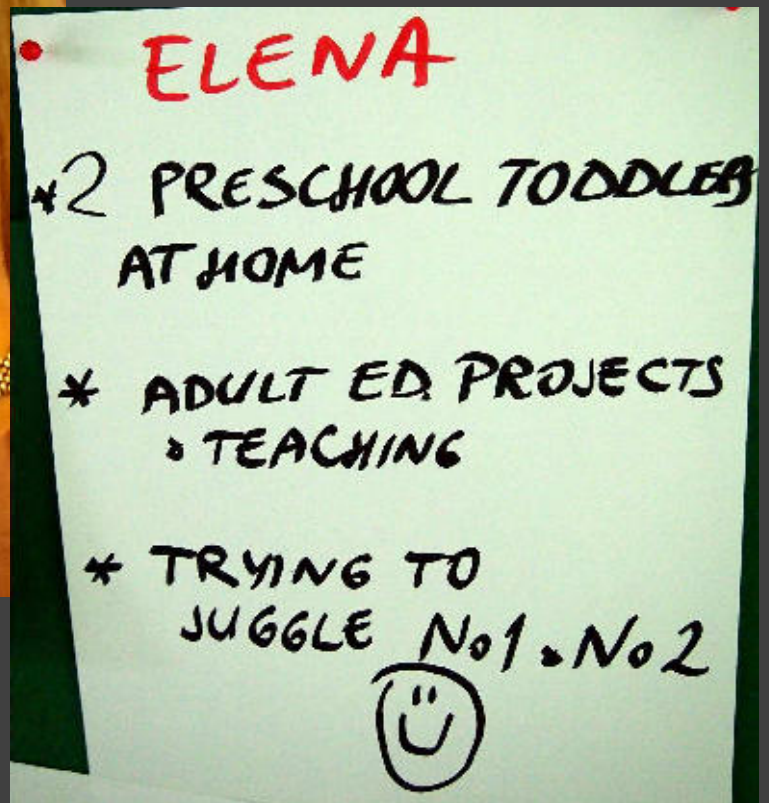 ELENA
*2 PRESCHOOL TODDLERS
AT HOME
* ADULT ED. PROJECTS
& TEACHING
* TRYING TO
JUGGLE No1 & No2